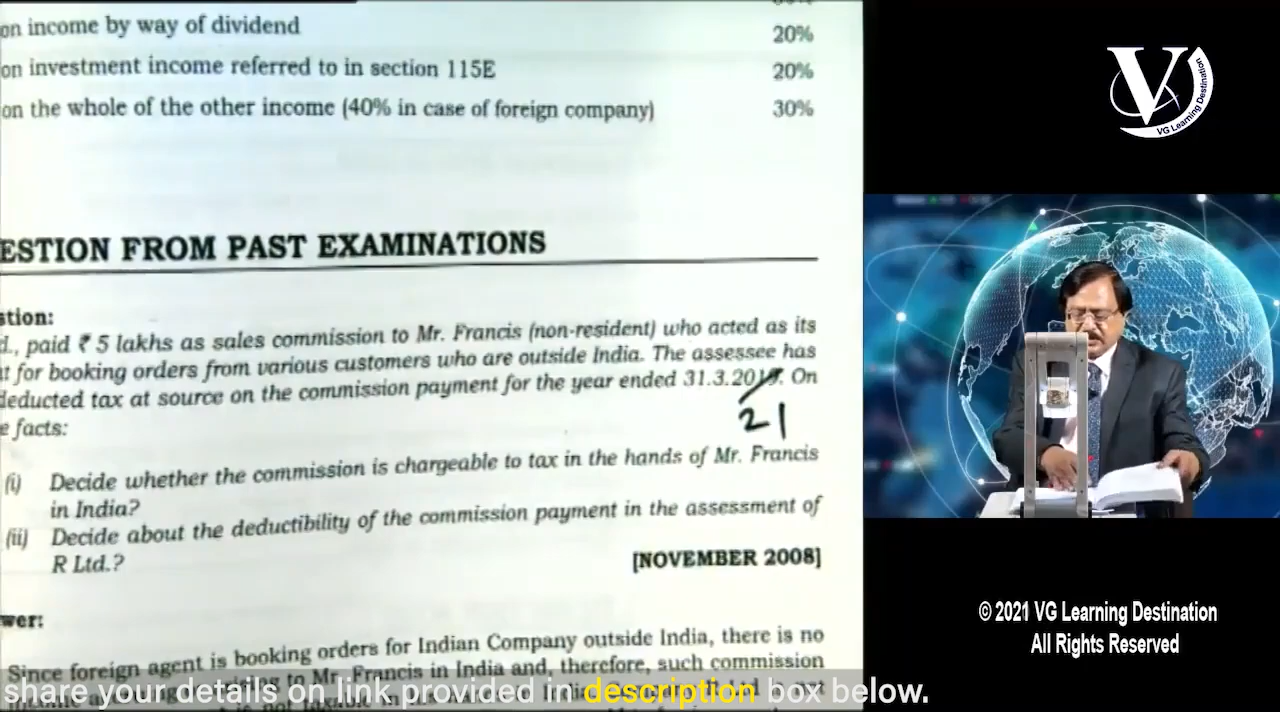 on income by way of dividend 20%
on investment income referred to in section 115E 20%
on the whole of the other income (40% in case of foreign company) 30%
ESTION FROM PAST EXAMINATIONS
stion:
d., paid ₹ 5 lakhs as sales commission to Mr. Francis (non-resident) who acted as its
t for booking orders from various customers who are outside India. The assessee has
deducted tax at source on the commission payment for the year ended 31.3.201 . On
21
e facts:
(i) Decide whether the commission is chargeable to tax in the hands of Mr. Francis
in India?
(ii) Decide about the deductibility of the commission payment in the assessment of
R Ltd.?
[NOVEMBER 2008]
wer:
Since foreign agent is booking orders for Indian Company outside India, there is no
to Mr. Francis in India and, therefore, such commission
share your details on link provided in description box below.
V
VG Learning Destination
© 2021 VG Learning Destination
All Rights Reserved